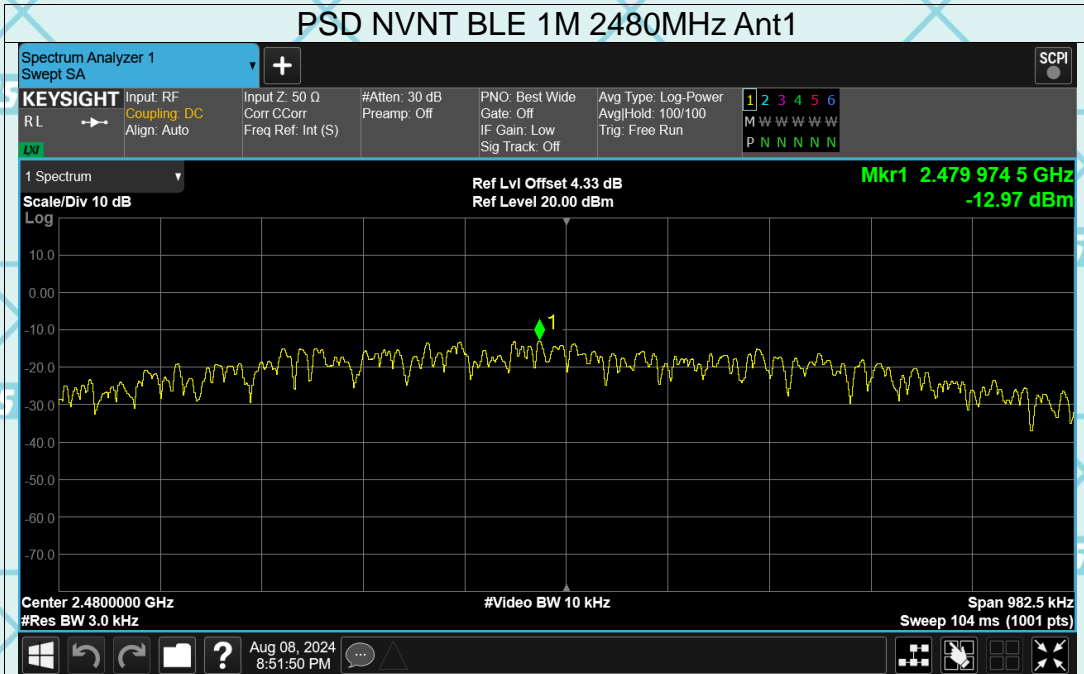 PSD NVNT BLE 1M 2480MHz Ant1
Spectrum Analyzer 1
Swept SA
+
SCPI
KEYSIGHT
RL
LXI
Input: RF
Coupling: DC
Align: Auto
Input Z: 50 Ω
Corr CCorr
Freq Ref: Int (S)
#Atten: 30 dB
Preamp: Off
PNO: Best Wide
Gate: Off
IF Gain: Low
Sig Track: Off
Avg Type: Log-Power
Avg|Hold: 100/100
Trig: Free Run
1 2 3 4 5 6
M W W W W W
P N N N N N
1 Spectrum
Scale/Div 10 dB
Ref Lvl Offset 4.33 dB
Ref Level 20.00 dBm
Mkr1 2.479 974 5 GHz
-12.97 dBm
Log
10.0
0.00
-10.0
-20.0
-30.0
-40.0
-50.0
-60.0
-70.0
1
Center 2.4800000 GHz
#Res BW 3.0 kHz
#Video BW 10 kHz
Span 982.5 kHz
Sweep 104 ms (1001 pts)
?
Aug 08, 2024
8:51:50 PM